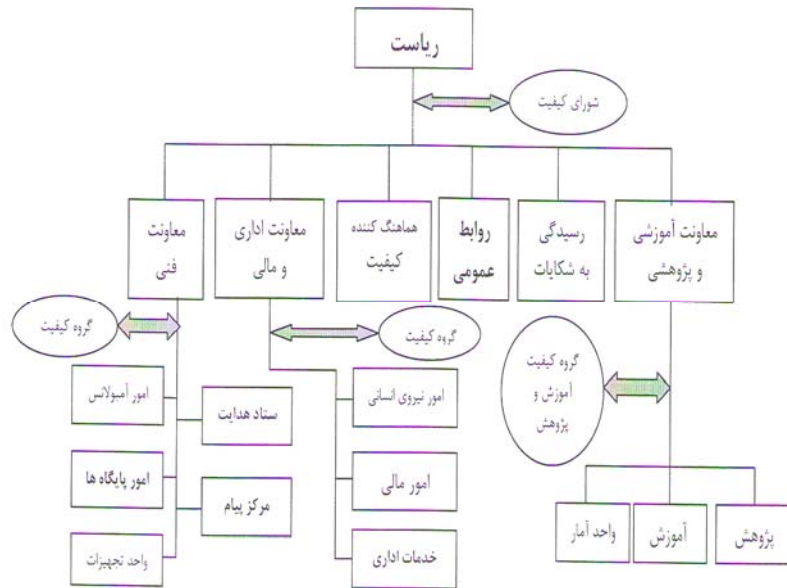 ریاست
شورای کیفیت
معاونت آموزشی
و پژوهشی
رسیدگی
به شکایات
روابط
عمومی
هماهنگ کننده
کیفیت
معاونت اداری
و مالی
معاونت
فنی
گروه کیفیت
آموزش و
پژوهش
گروه کیفیت
گروه کیفیت
پژوهش
آموزش
واحد آمار
امور نیروی انسانی
امور مالی
خدمات اداری
ستاد هدایت
مرکز پیام
امور آمبولانس
امور پایگاه ها
واحد تجهیزات